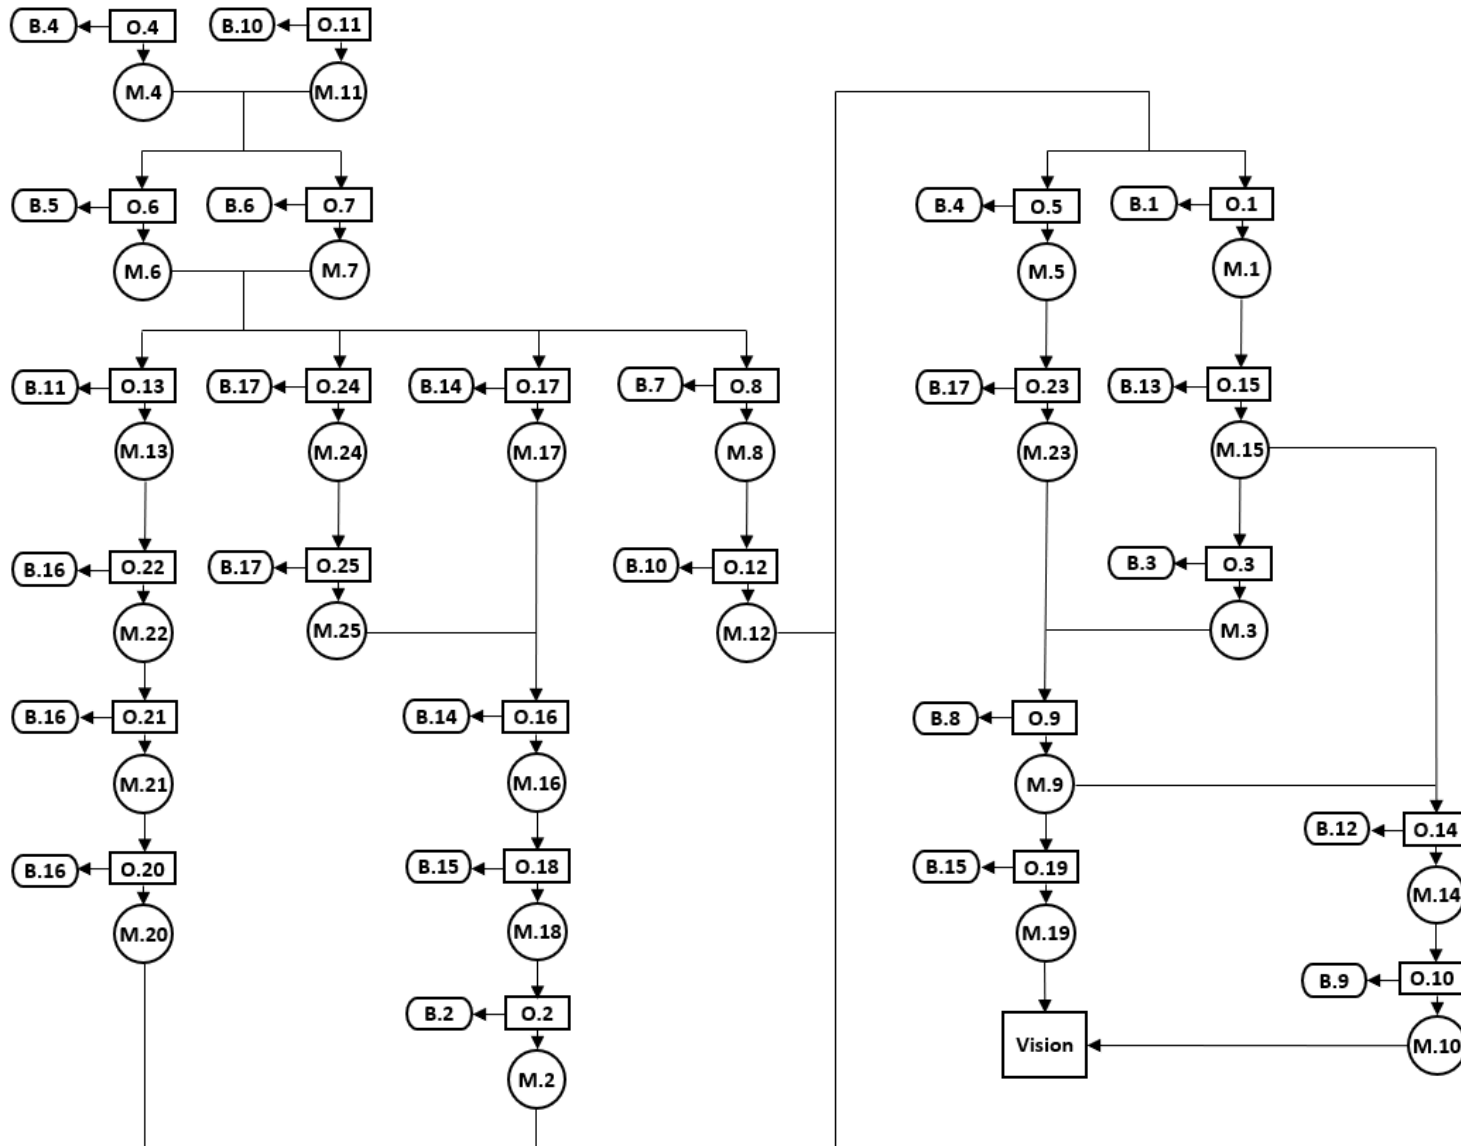 B.4 O.4 B.10 O.11
M.4 M.11
B.5 O.6 B.6 O.7 B.4 O.5 B.1 O.1
M.6 M.7 M.5 M.1
B.11 O.13 B.17 O.24 B.14 O.17 B.7 O.8 B.17 O.23 B.13 O.15
M.13 M.24 M.17 M.8 M.23 M.15
B.16 O.22 B.17 O.25 B.10 O.12 B.3 O.3
M.22 M.25 M.12 M.3
B.16 O.21 B.14 O.16 B.8 O.9
M.21 M.16 M.9
B.12 O.14
B.16 O.20 B.15 O.18 B.15 O.19
M.14
M.20 M.18 M.19
B.9 O.10
B.2 O.2
Vision M.10
M.2